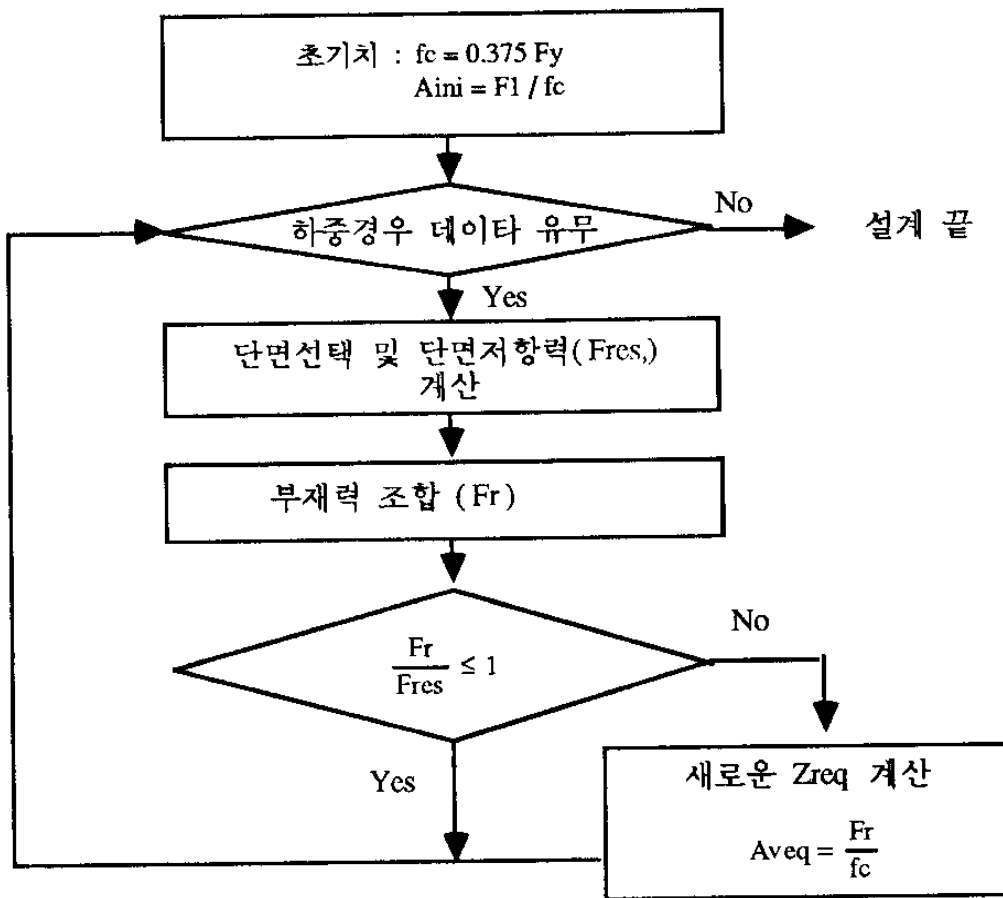 초기치 : fc = 0.375 Fy
Aini = F1 / fc
하중경우 데이타 유무
No
설계 끝
Yes
단면선택 및 단면저항력(Fres,)
계산
부재력 조합 (Fr)
Fr
Fres
≤ 1
No
Yes
새로운 Zreq 계산
Aveq = Fr
fc